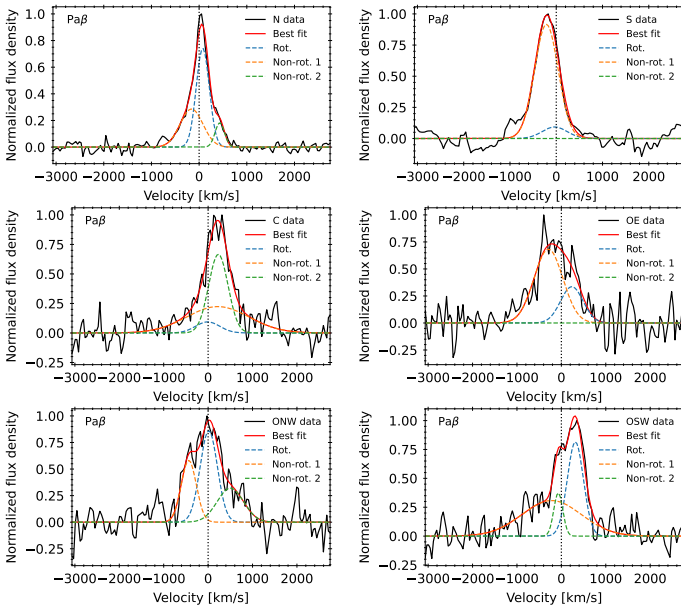 Paβ
N data
Best fit
Rot.
Non-rot. 1
Non-rot. 2
Normalized flux density
1.0
0.8
0.6
0.4
0.2
0.0
−3000 −2000 −1000 0 1000 2000
Velocity [km/s]
Paβ
S data
Best fit
Rot.
Non-rot. 1
Non-rot. 2
Normalized flux density
1.00
0.75
0.50
0.25
0.00
−3000 −2000 −1000 0 1000 2000
Velocity [km/s]
Paβ
C data
Best fit
Rot.
Non-rot. 1
Non-rot. 2
Normalized flux density
1.00
0.75
0.50
0.25
0.00
−0.25
−3000 −2000 −1000 0 1000 2000
Velocity [km/s]
Paβ
OE data
Best fit
Rot.
Non-rot. 1
Non-rot. 2
Normalized flux density
1.00
0.75
0.50
0.25
0.00
−0.25
−3000 −2000 −1000 0 1000 2000
Velocity [km/s]
Paβ
ONW data
Best fit
Rot.
Non-rot. 1
Non-rot. 2
Normalized flux density
1.00
0.75
0.50
0.25
0.00
−0.25
−3000 −2000 −1000 0 1000 2000
Velocity [km/s]
Paβ
OSW data
Best fit
Rot.
Non-rot. 1
Non-rot. 2
Normalized flux density
1.00
0.75
0.50
0.25
0.00
−0.25
−3000 −2000 −1000 0 1000 2000
Velocity [km/s]